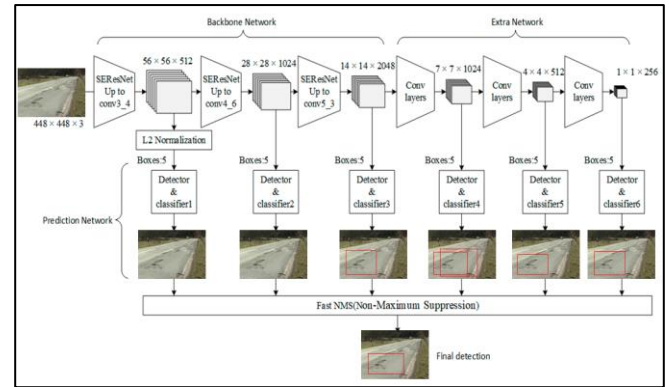 Backbone Network
Extra Network
56 × 56 × 512
28 × 28 × 1024
14 × 14 × 2048
7 × 7 × 1024
4 × 4 × 512
1 × 1 × 256
SEResNet
Up to
conv3_4
SEResNet
Up to
conv4_6
SEResNet
Up to
conv5_3
Conv
layers
Conv
layers
Conv
layers
448 × 448 × 3
L2 Normalization
Boxes:5
Boxes:5
Boxes:5
Boxes:5
Boxes:5
Boxes:5
Detector
&
classifier1
Detector
&
classifier2
Detector
&
classifier3
Detector
&
classifier4
Detector
&
classifier5
Detector
&
classifier6
Prediction Network
Fast NMS(Non-Maximum Suppression)
Final detection